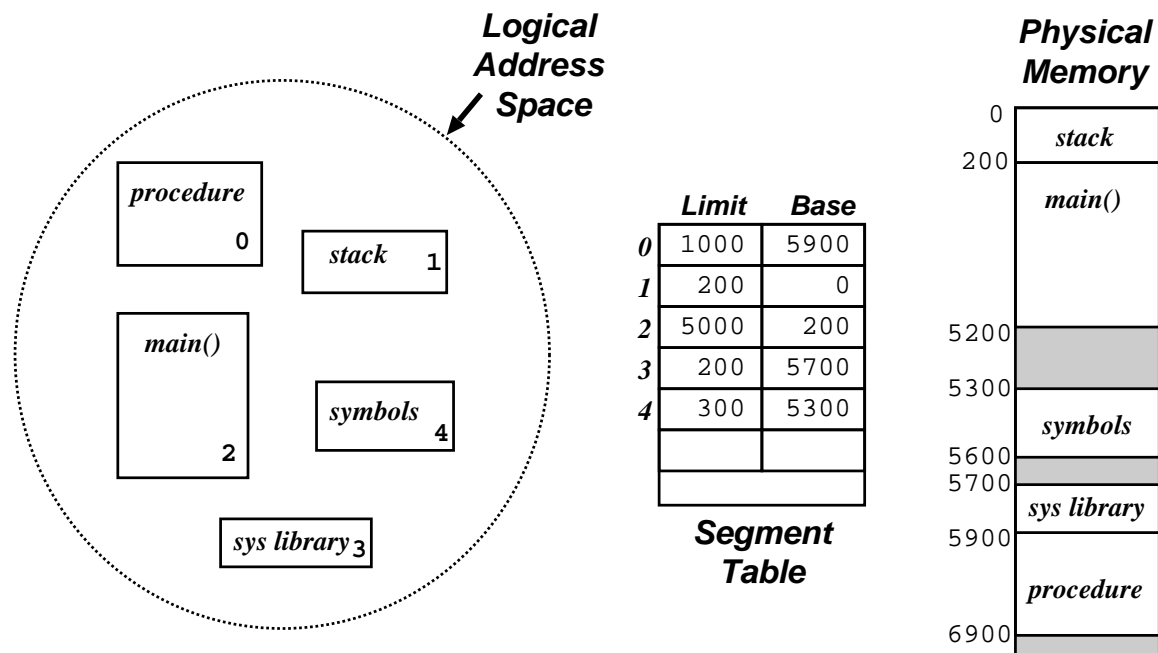 Logical
Address
Space
procedure
0
stack 1
main()
2
symbols
4
sys library 3
Limit Base
0 1000 5900
1 200 0
2 5000 200
3 200 5700
4 300 5300
Segment
Table
Physical
Memory
0
stack
200
main()
5200
5300
symbols
5600
5700
sys library
5900
procedure
6900